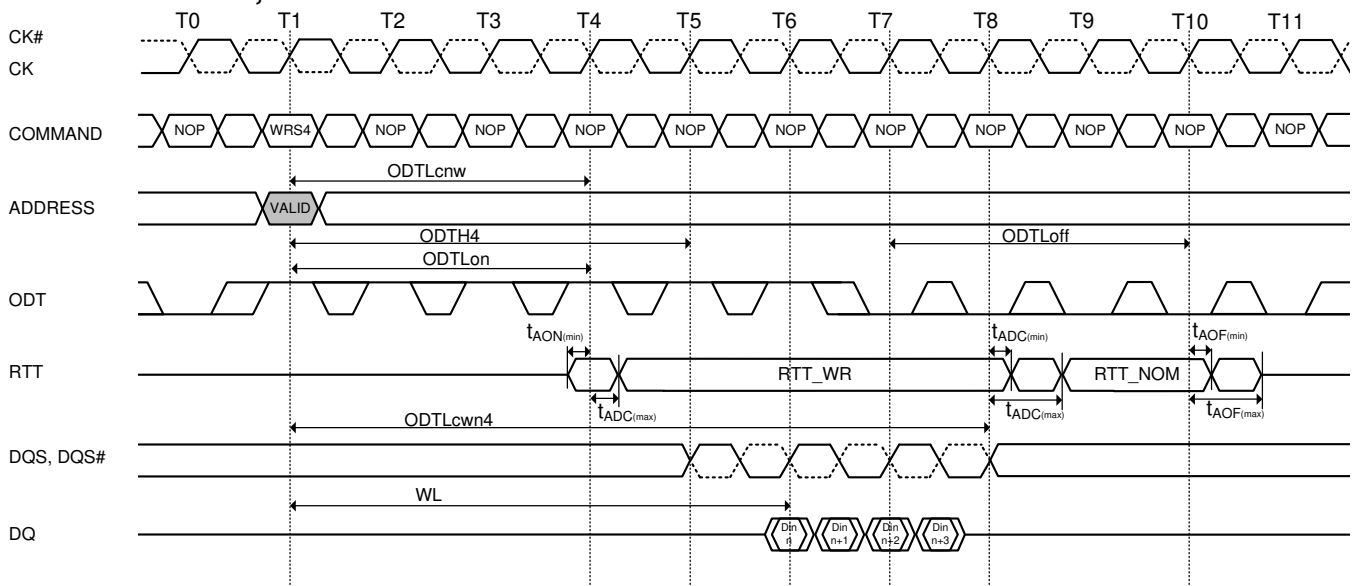 T0 T1 T2 T3 T4 T5 T6 T7 T8 T9 T10 T11
CK#
CK
COMMAND NOP WRS4 NOP NOP NOP NOP NOP NOP NOP NOP NOP NOP
ODTLcnw
ADDRESS VALID
ODTH4 ODTLoff
ODTLon
ODT
tAON(min) tADC(min) tAOF(min)
RTT RTT_WR RTT_NOM
tADC(max) tADC(max) tAOF(max)
ODTLcwn4
DQS, DQS#
WL
DQ Din n Din n+1 Din n+2 Din n+3